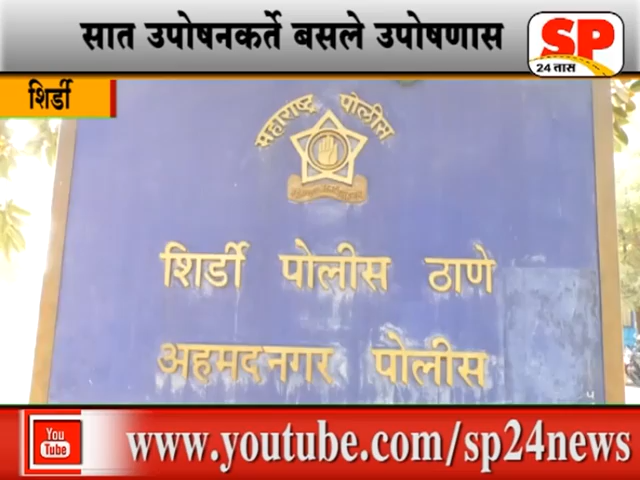 सात उपोषनकर्ते बसले उपोषणास
SP
24 तास
शिर्डी
महाराष्ट्र पोलीस
शिर्डी पोलीस ठाणे
अहमदनगर पोलीस
You
Tube
www.youtube.com/sp24news